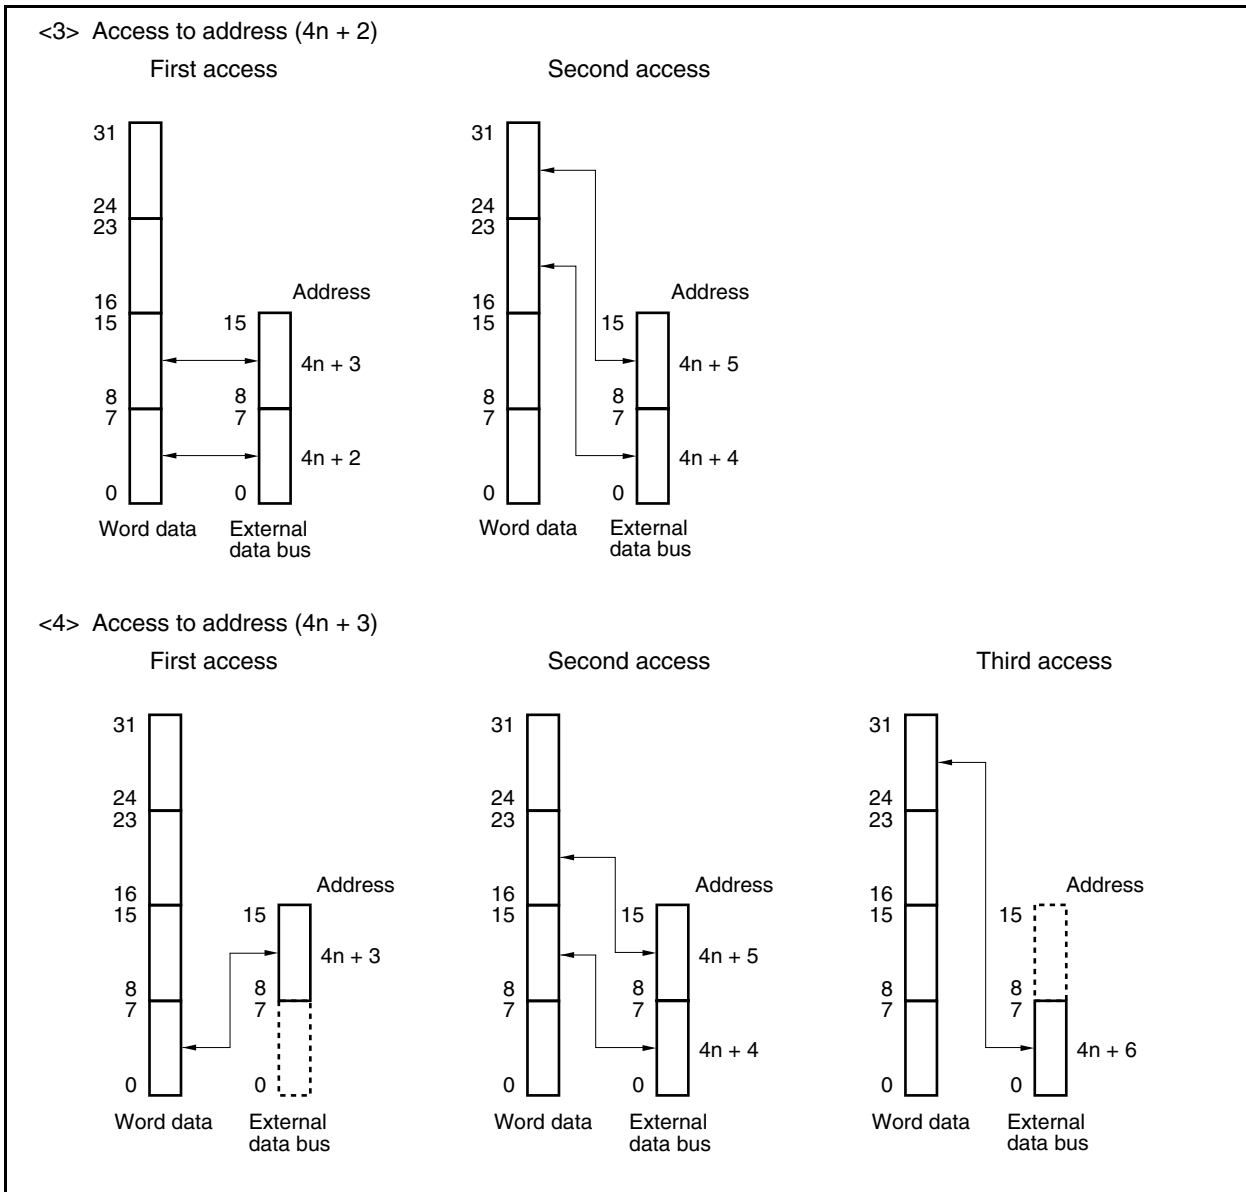 <3> Access to address (4n + 2)
First access
Second access
31
24
23
16
15
8
7
0
Word data
Address
15
4n + 3
8
7
4n + 2
0
External
data bus
31
24
23
16
15
8
7
0
Word data
Address
15
4n + 5
8
7
4n + 4
0
External
data bus
<4> Access to address (4n + 3)
First access
Second access
Third access
31
24
23
16
15
8
7
0
Word data
Address
15
4n + 3
8
7
0
External
data bus
31
24
23
16
15
8
7
0
Word data
Address
15
4n + 5
8
7
4n + 4
0
External
data bus
31
24
23
16
15
8
7
0
Word data
Address
15
8
7
4n + 6
0
External
data bus